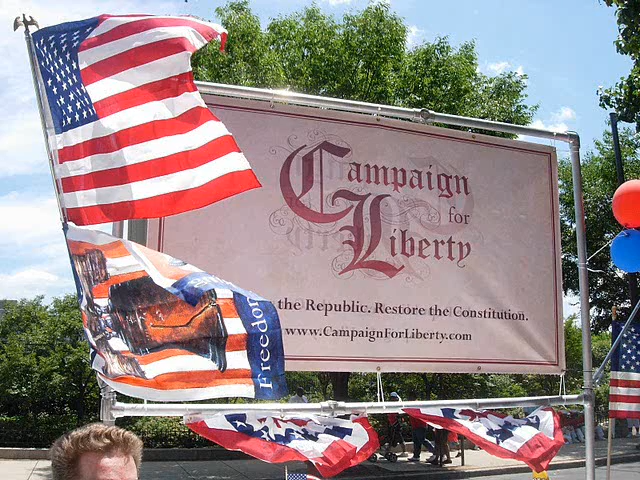 Campaign
for
Liberty
the Republic. Restore the Constitution.
www.CampaignForLiberty.com
Freedom